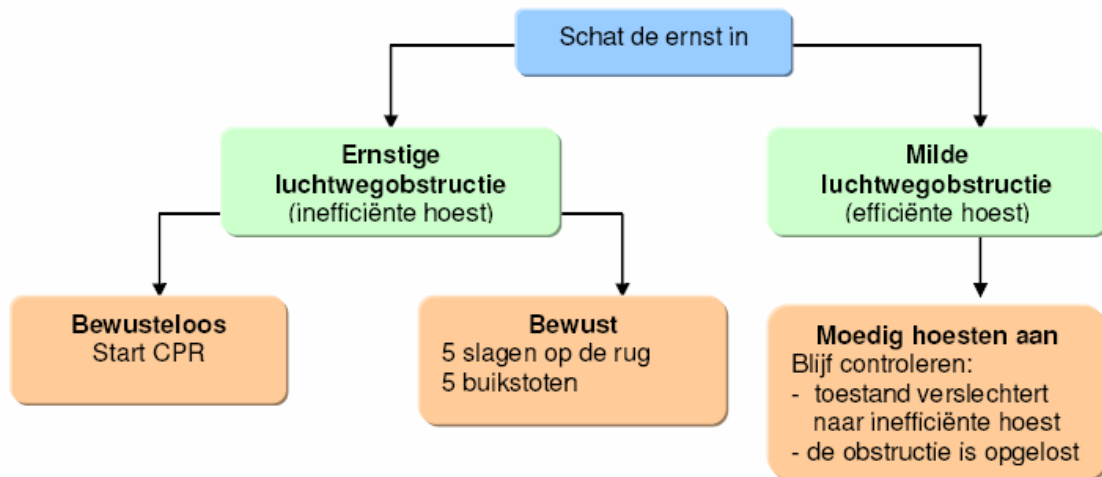 Schat de ernst in
Ernstige
luchtwegobstructie
(inefficiënte hoest)
Milde
luchtwegobstructie
(efficiënte hoest)
Bewusteloos
Start CPR
Bewust
5 slagen op de rug
5 buikstoten
Moedig hoesten aan
Blijf controleren:
- toestand verslechtert
naar inefficiënte hoest
- de obstructie is opgelost